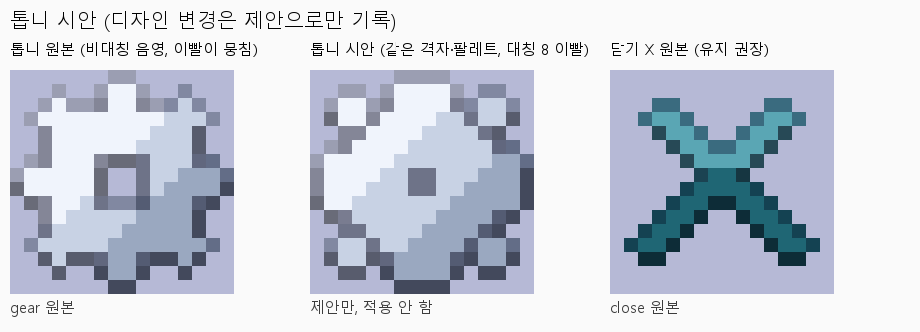 톱니 시안 (디자인 변경은 제안으로만 기록)
톱니 원본 (비대칭 음영, 이빨이 뭉침)
톱니 시안 (같은 격자·팔레트, 대칭 8 이빨)
닫기 X 원본 (유지 권장)
gear 원본
제안만, 적용 안 함
close 원본